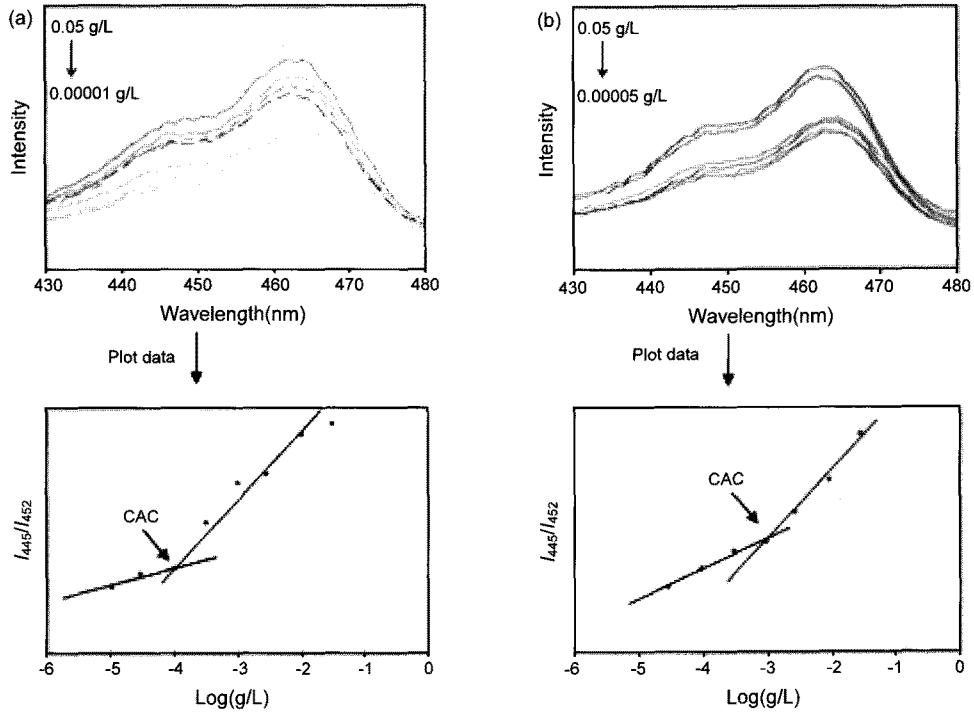 (a)
0.05 g/L
0.00001 g/L
Intensity
430 440 450 460 470 480
Wavelength(nm)
Plot data
CAC
I445/I452
-6 -5 -4 -3 -2 -1 0
Log(g/L)
(b)
0.05 g/L
0.00005 g/L
Intensity
430 440 450 460 470 480
Wavelength(nm)
Plot data
CAC
I445/I452
-6 -5 -4 -3 -2 -1 0
Log(g/L)